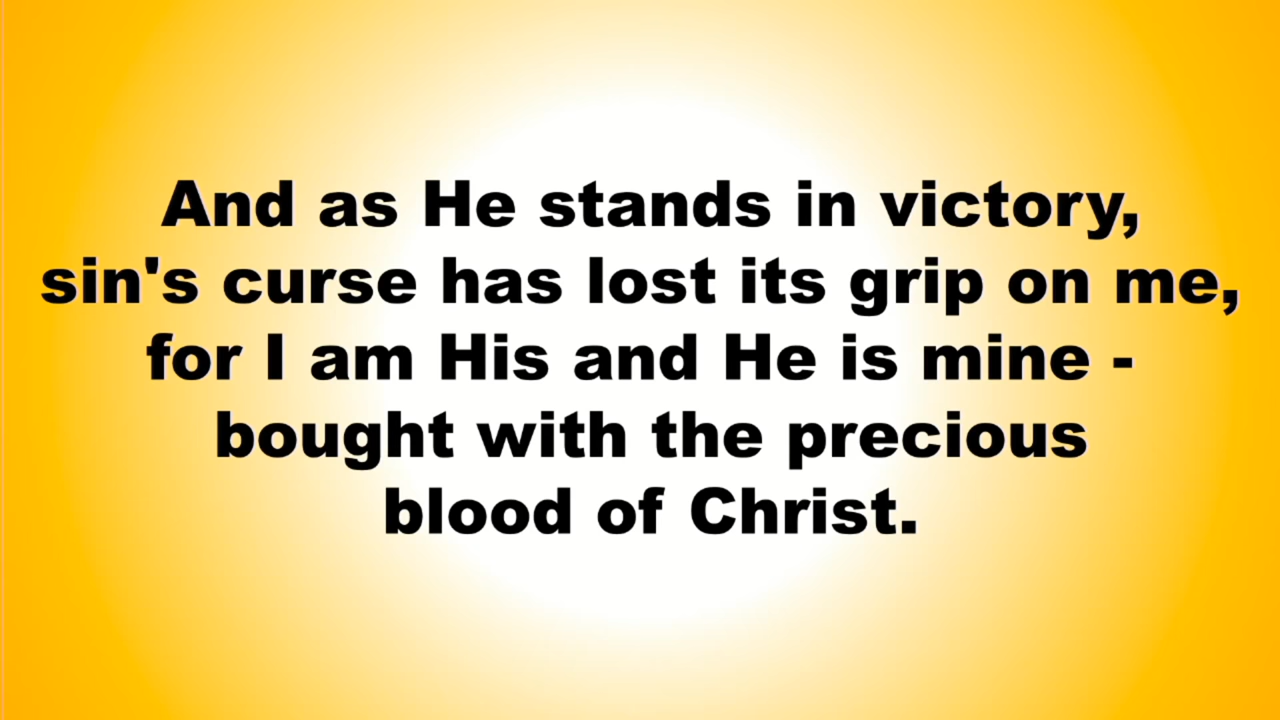 And as He stands in victory,
sin's curse has lost its grip on me,
for I am His and He is mine -
bought with the precious
blood of Christ.